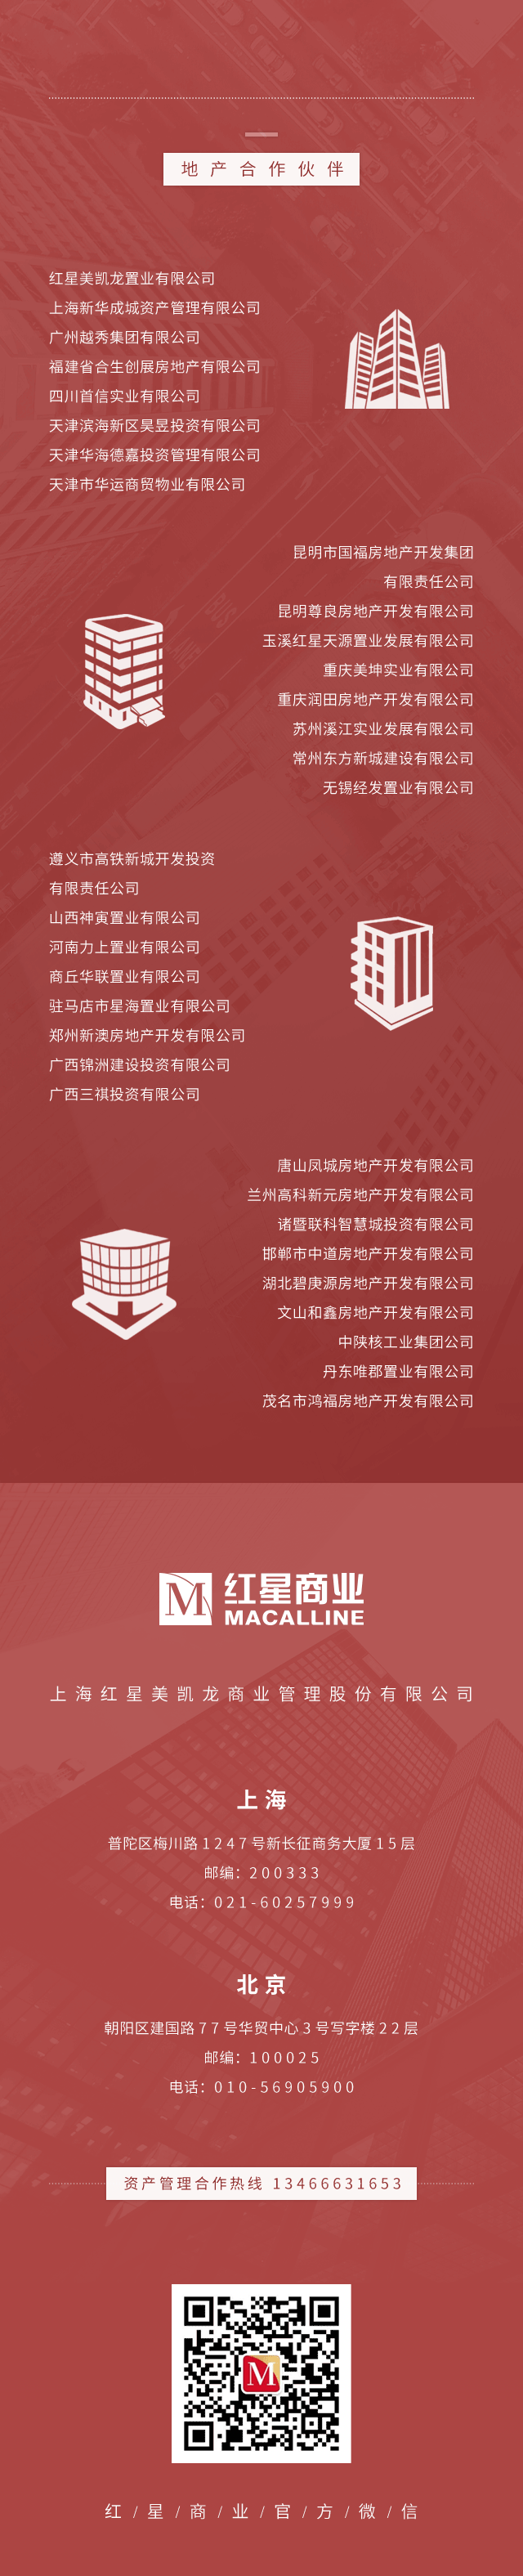 地产合作伙伴
红星美凯龙置业有限公司
上海新华成城资产管理有限公司
广州越秀集团有限公司
福建省合生创展房地产有限公司
四川首信实业有限公司
天津滨海新区昊昱投资有限公司
天津华海德嘉投资管理有限公司
天津市华运商贸物业有限公司
昆明市国福房地产开发集团
有限责任公司
昆明尊良房地产开发有限公司
玉溪红星天源置业发展有限公司
重庆美坤实业有限公司
重庆润田房地产开发有限公司
苏州溪江实业发展有限公司
常州东方新城建设有限公司
无锡经发置业有限公司
遵义市高铁新城开发投资
有限责任公司
山西神寅置业有限公司
河南力上置业有限公司
商丘华联置业有限公司
驻马店市星海置业有限公司
郑州新澳房地产开发有限公司
广西锦洲建设投资有限公司
广西三祺投资有限公司
唐山凤城房地产开发有限公司
兰州高科新元房地产开发有限公司
诸暨联科智慧城投资有限公司
邯郸市中道房地产开发有限公司
湖北碧庚源房地产开发有限公司
文山和鑫房地产开发有限公司
中陕核工业集团公司
丹东唯郡置业有限公司
茂名市鸿福房地产开发有限公司
M 红星商业
MACALLINE
上海红星美凯龙商业管理股份有限公司
上海
普陀区梅川路1247号新长征商务大厦15层
邮编：200333
电话：021-60257999
北京
朝阳区建国路77号华贸中心3号写字楼22层
邮编：100025
电话：010-56905900
资产管理合作热线 13466631653
M
红/星/商/业/官/方/微/信